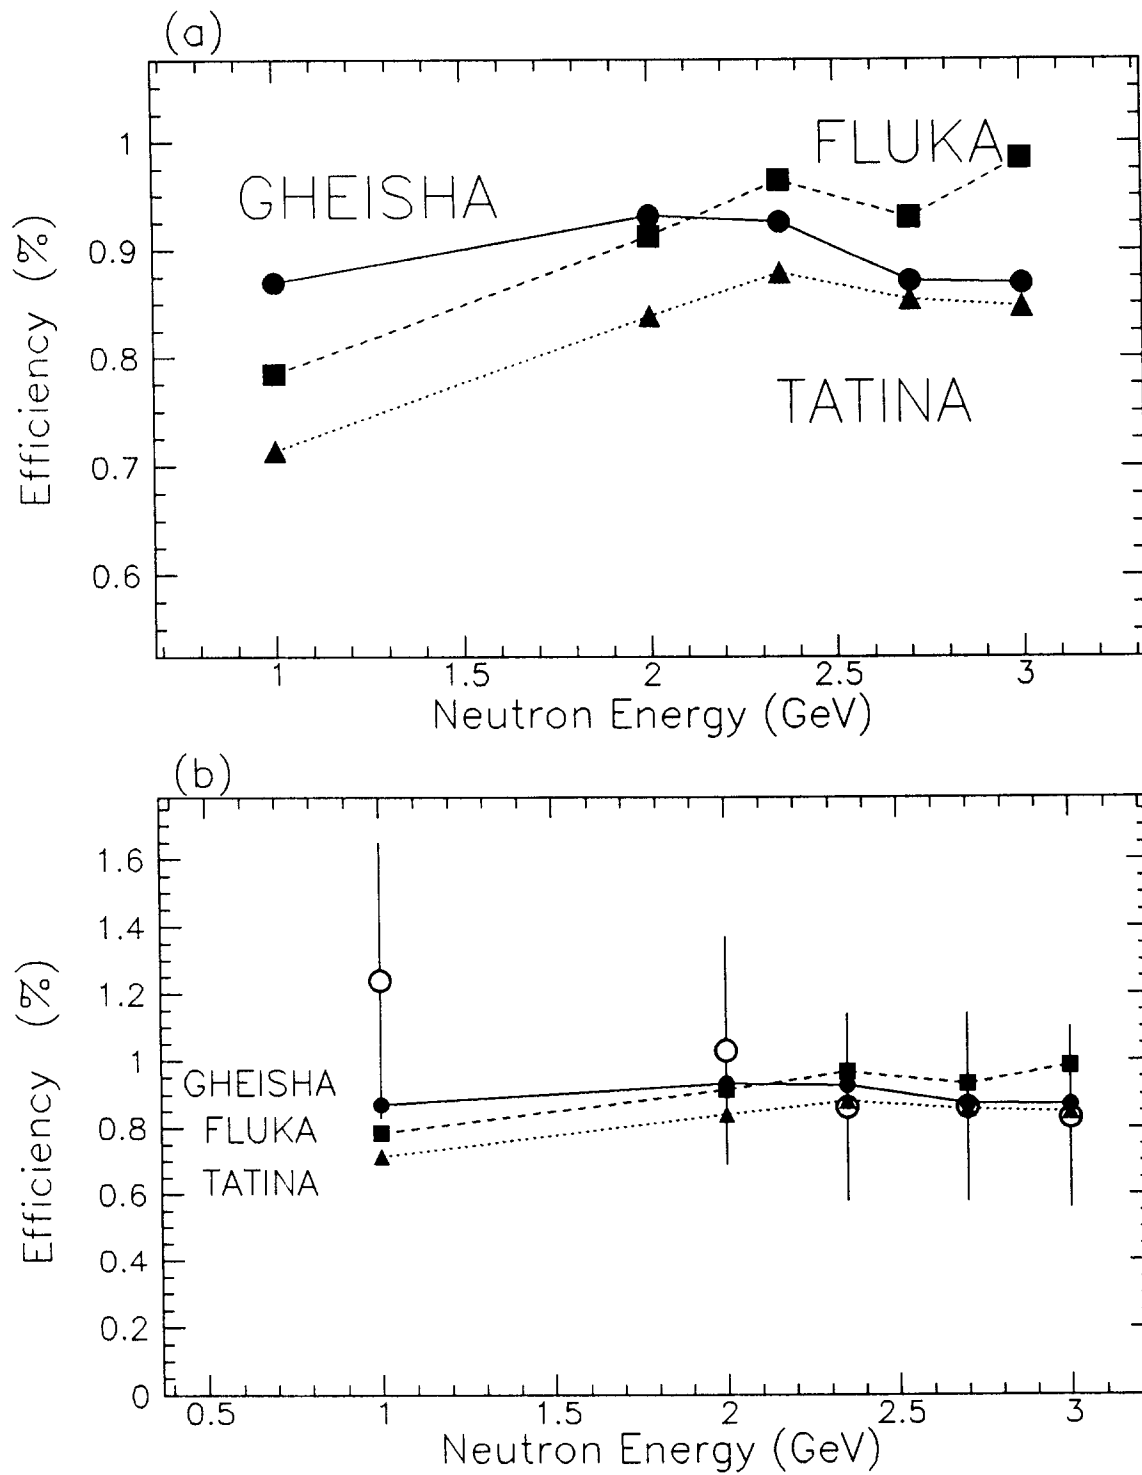 (a)
FLUKA
GHEISHA
TATINA
1
0.9
0.8
0.7
0.6
Efficiency (%)
1 1.5 2 2.5 3
Neutron Energy (GeV)
(b)
1.6
1.4
1.2
1
0.8
0.6
0.4
0.2
0
Efficiency (%)
GHEISHA
FLUKA
TATINA
0.5 1 1.5 2 2.5 3
Neutron Energy (GeV)